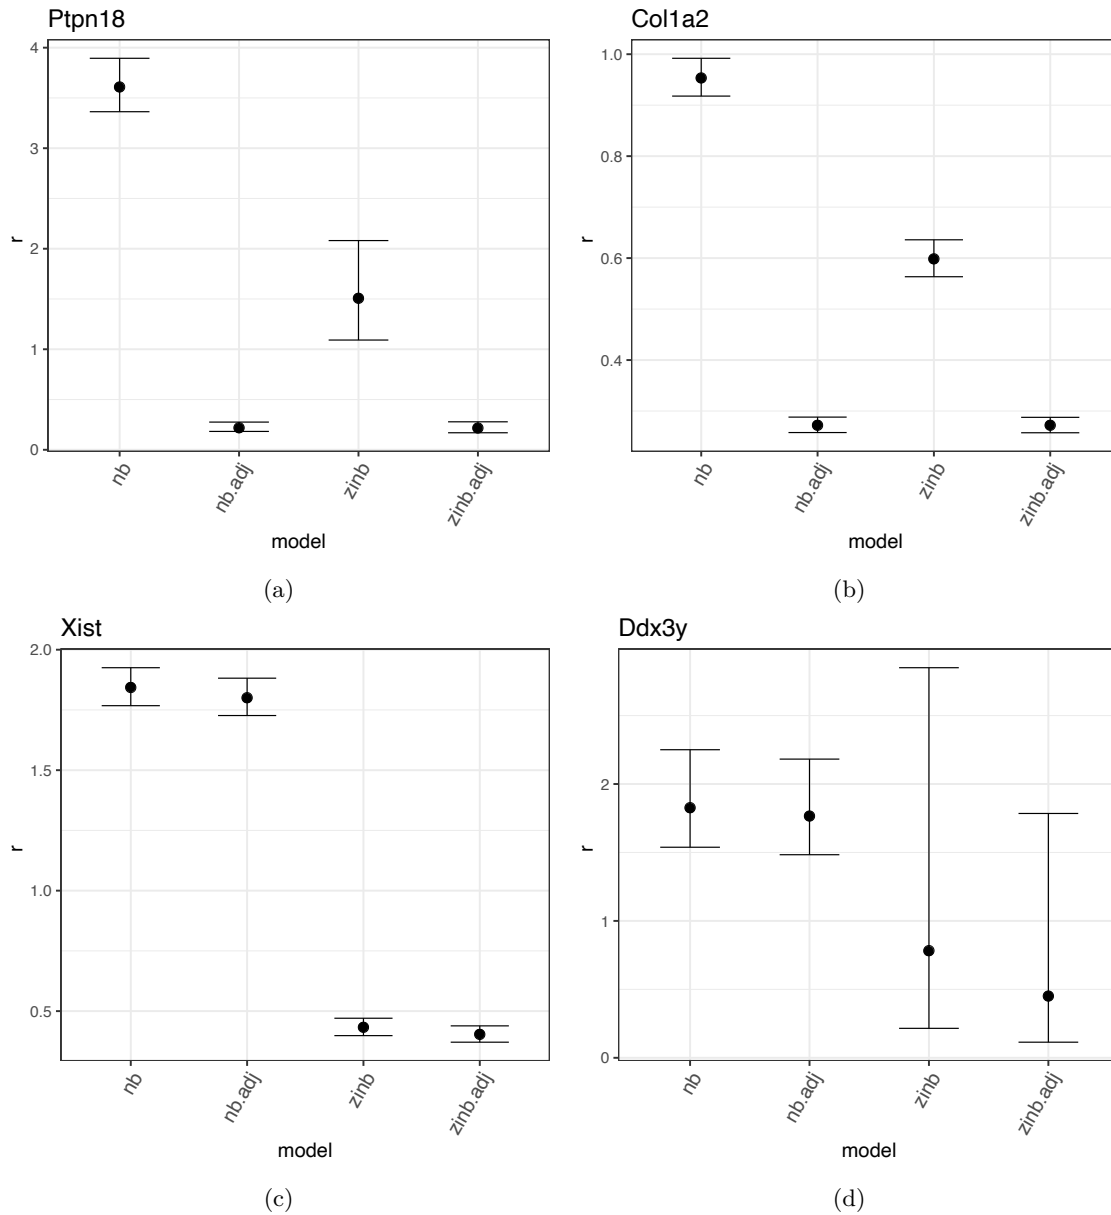 Ptpn18
4
3
2
1
0
r
nb
nb.adj
zinb
zinb.adj
model
(a)
Col1a2
1.0
0.8
0.6
0.4
r
nb
nb.adj
zinb
zinb.adj
model
(b)
Xist
2.0
1.5
1.0
0.5
r
nb
nb.adj
zinb
zinb.adj
model
(c)
Ddx3y
2
1
0
r
nb
nb.adj
zinb
zinb.adj
model
(d)